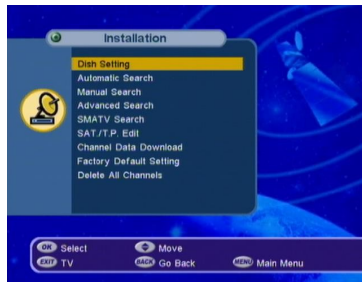 Installation
Dish Setting
Automatic Search
Manual Search
Advanced Search
SMATV Search
SAT./T.P. Edit
Channel Data Download
Factory Default Setting
Delete All Channels
OK Select Move
EXIT TV BACK Go Back MENU Main Menu